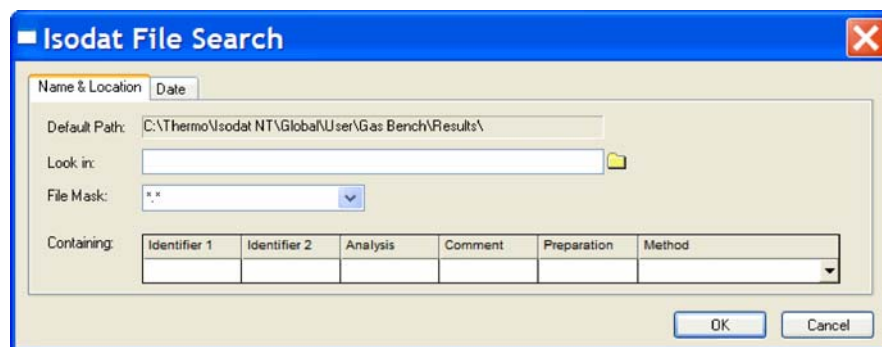 Isodat File Search
Name & Location Date
Default Path: C:\Thermo\Isodat NT\Global\User\Gas Bench\Results\
Look in:
File Mask: *.*
Containing: Identifier 1 Identifier 2 Analysis Comment Preparation Method
OK Cancel